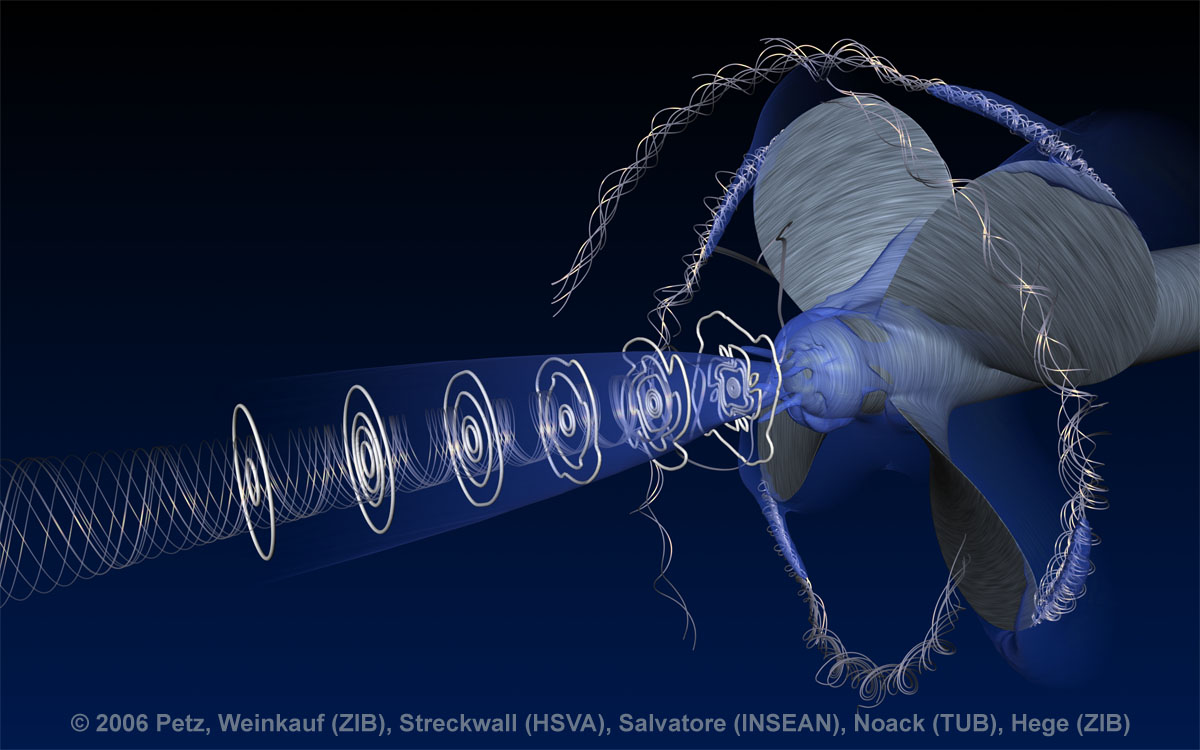 © 2006 Petz, Weinkauf (ZIB), Streckwall (HSVA), Salvatore (INSEAN), Noack (TUB), Hege (ZIB)